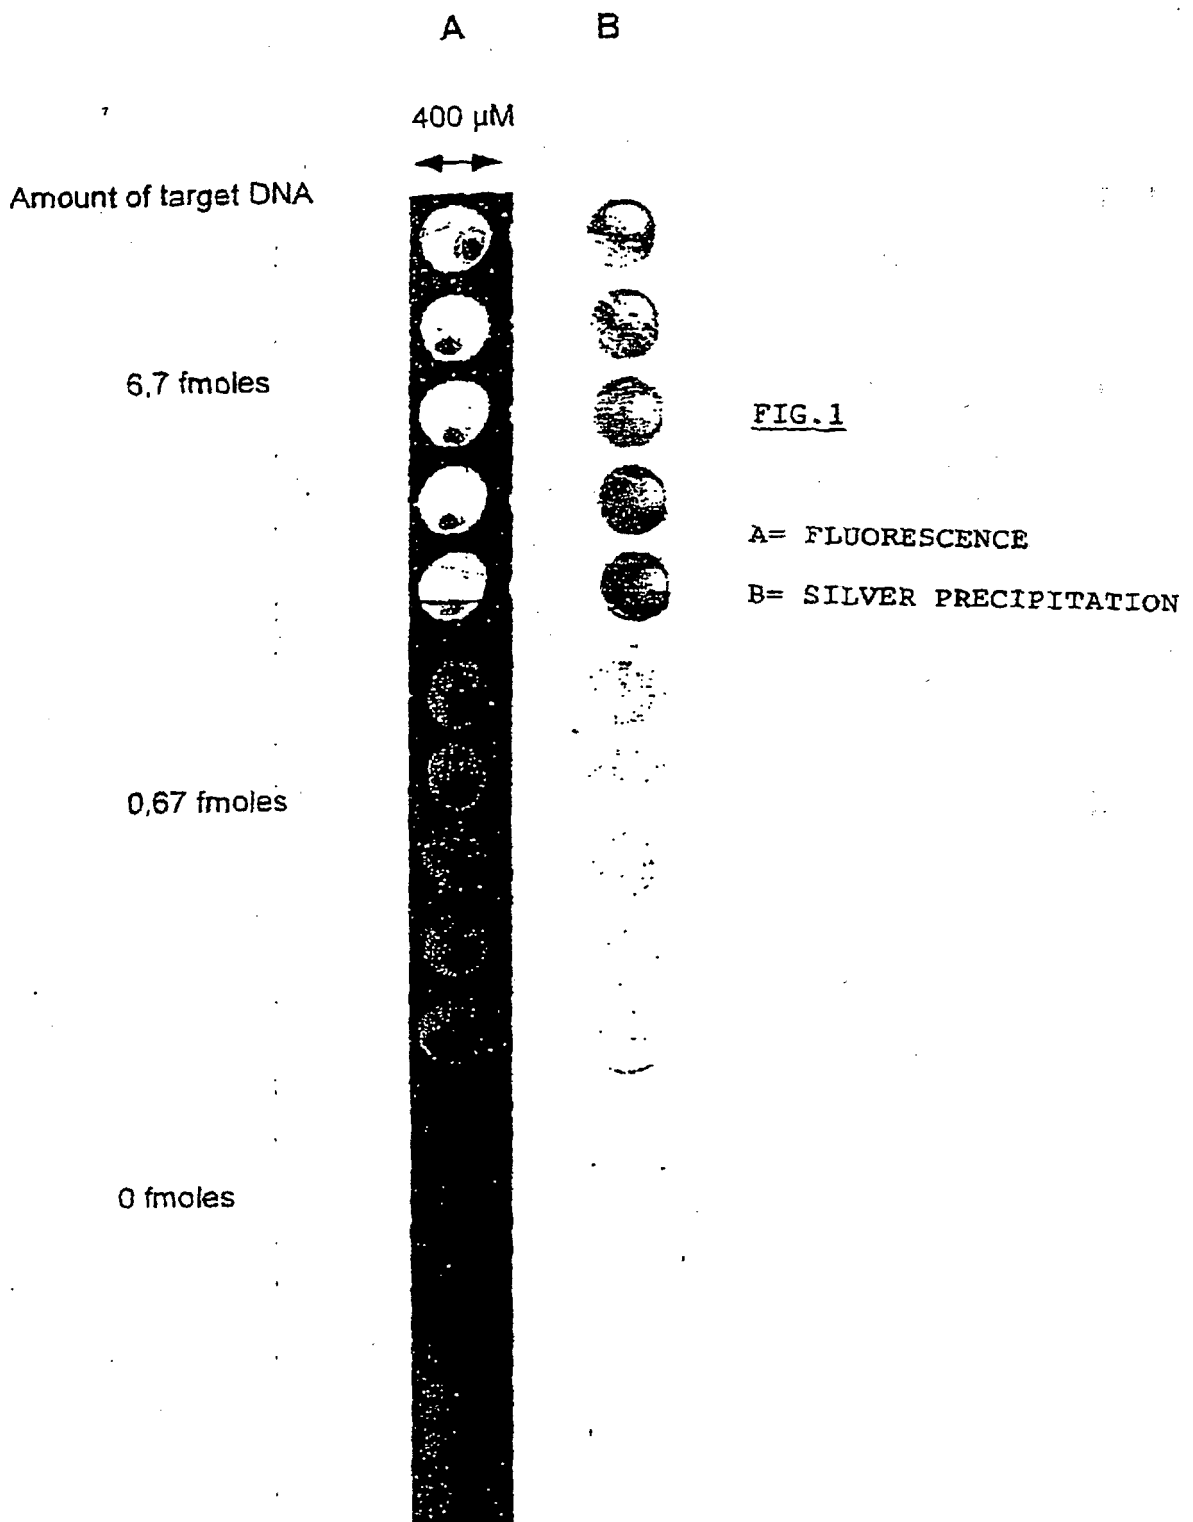 A B
400 µM
Amount of target DNA
6,7 fmoles
FIG.1
A= FLUORESCENCE
B= SILVER PRECIPITATION
0,67 fmoles
0 fmoles